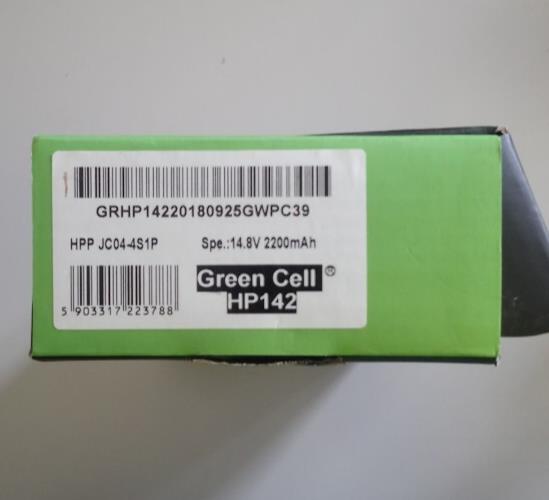 GRHP14220180925GWPC39
HPP JC04-4S1P Spe.:14.8V 2200mAh
Green Cell ®
HP142
5 903317 223788